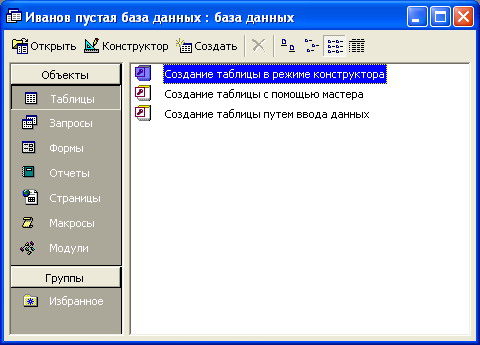 Иванов пустая база данных : база данных
Открыть Конструктор Создать
Объекты
Таблицы
Запросы
Формы
Отчеты
Страницы
Макросы
Модули
Группы
Избранное
Создание таблицы в режиме конструктора
Создание таблицы с помощью мастера
Создание таблицы путем ввода данных